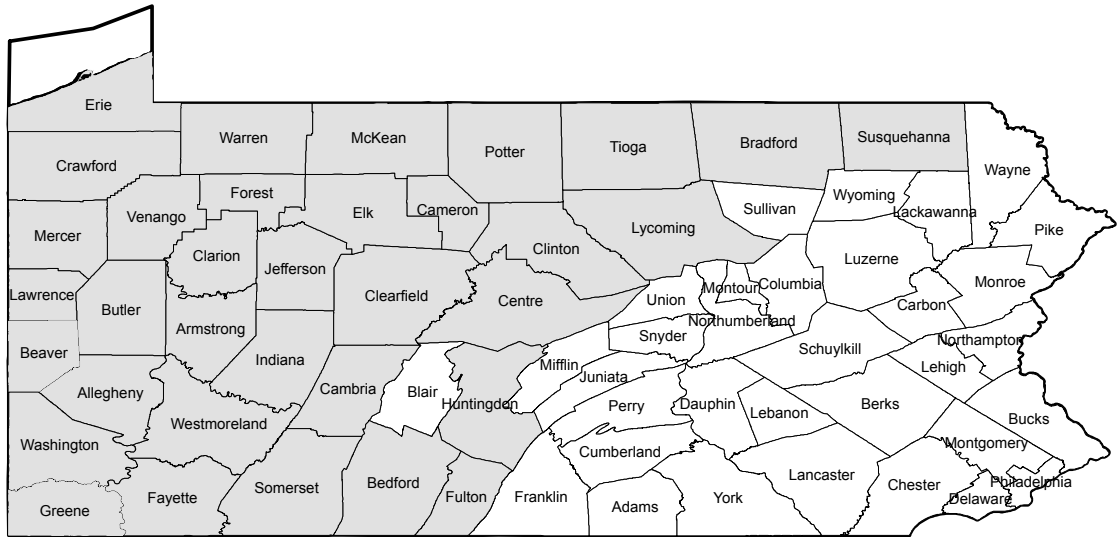 Erie
Warren
McKean
Potter
Tioga
Bradford
Susquehanna
Crawford
Wayne
Forest
Elk
Cameron
Wyoming
Sullivan
Lackawanna
Venango
Mercer
Clarion
Jefferson
Clinton
Lycoming
Pike
Luzerne
Monroe
Lawrence
Butler
Clearfield
Centre
Union
Montour
Columbia
Carbon
Armstrong
Northumberland
Snyder
Schuylkill
Northampton
Beaver
Indiana
Mifflin
Juniata
Lehigh
Allegheny
Cambria
Blair
Huntingdon
Perry
Dauphin
Lebanon
Berks
Bucks
Westmoreland
Washington
Cumberland
Montgomery
Lancaster
Chester
Philadelphia
Delaware
Fayette
Somerset
Bedford
Fulton
Franklin
Adams
York
Greene